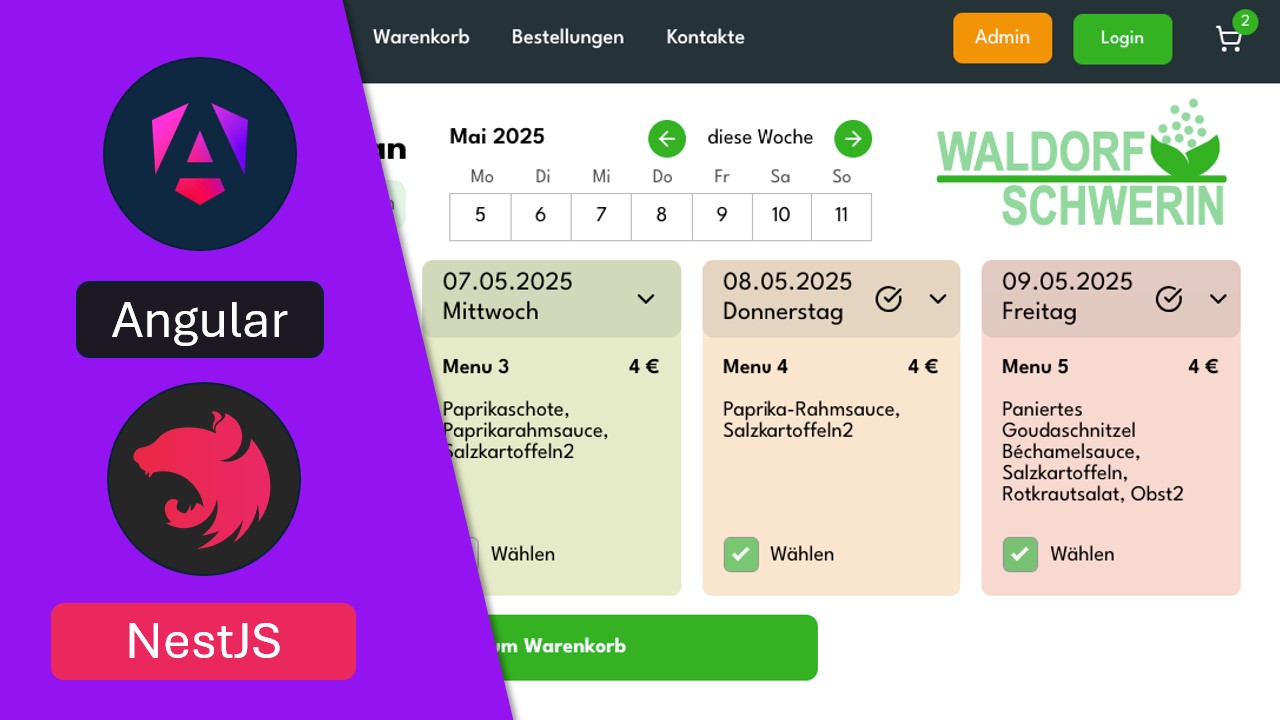 Angular
NestJS
Warenkorb Bestellungen Kontakte Admin Login 2
Mai 2025 diese Woche
Mo Di Mi Do Fr Sa So
5 6 7 8 9 10 11
WALDORF
SCHWERIN
07.05.2025
Mittwoch
Menu 3 4 €
Paprikaschote,
Paprikarahmsauce,
Salzkartoffeln2
Wählen
08.05.2025
Donnerstag
Menu 4 4 €
Paprika-Rahmsauce,
Salzkartoffeln2
Wählen
09.05.2025
Freitag
Menu 5 4 €
Paniertes
Goudaschnitzel
Béchamelsauce,
Salzkartoffeln,
Rotkrautsalat, Obst2
Wählen
Warenkorb